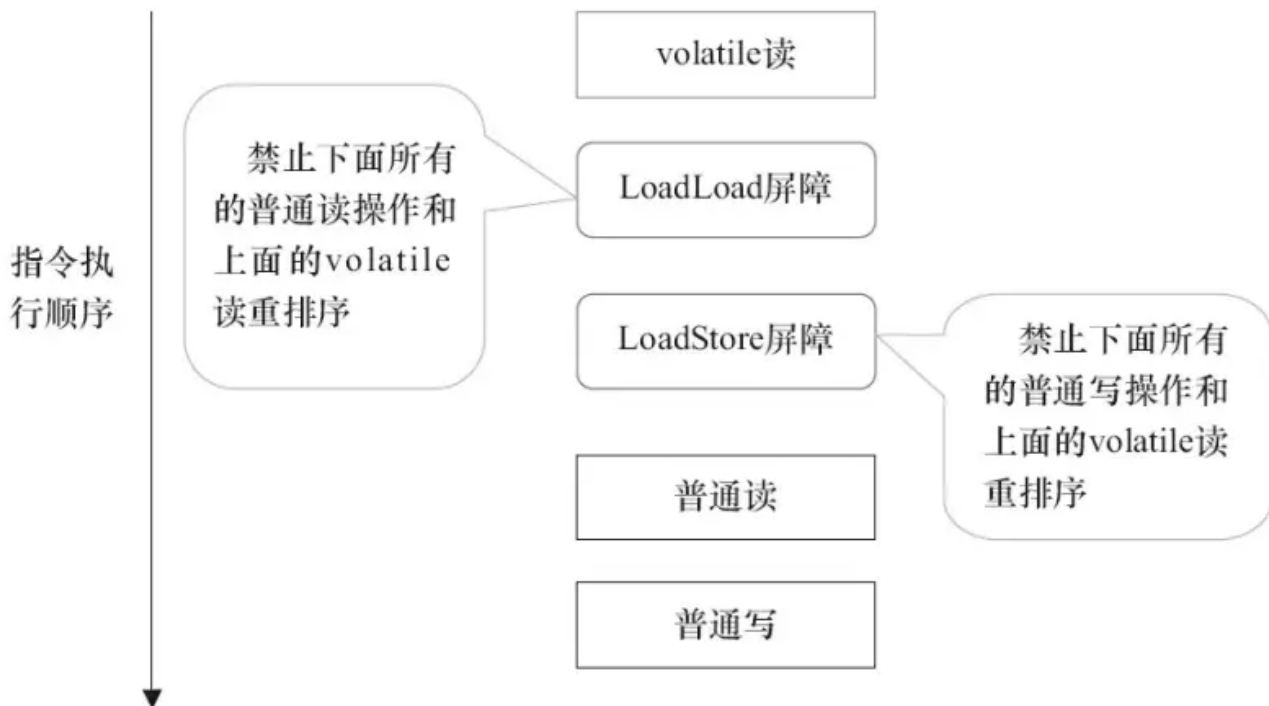 volatile读
禁止下面所有
的普通读操作和
上面的volatile
读重排序
LoadLoad屏障
指令执
行顺序
LoadStore屏障
禁止下面所有
的普通写操作和
上面的volatile读
重排序
普通读
普通写